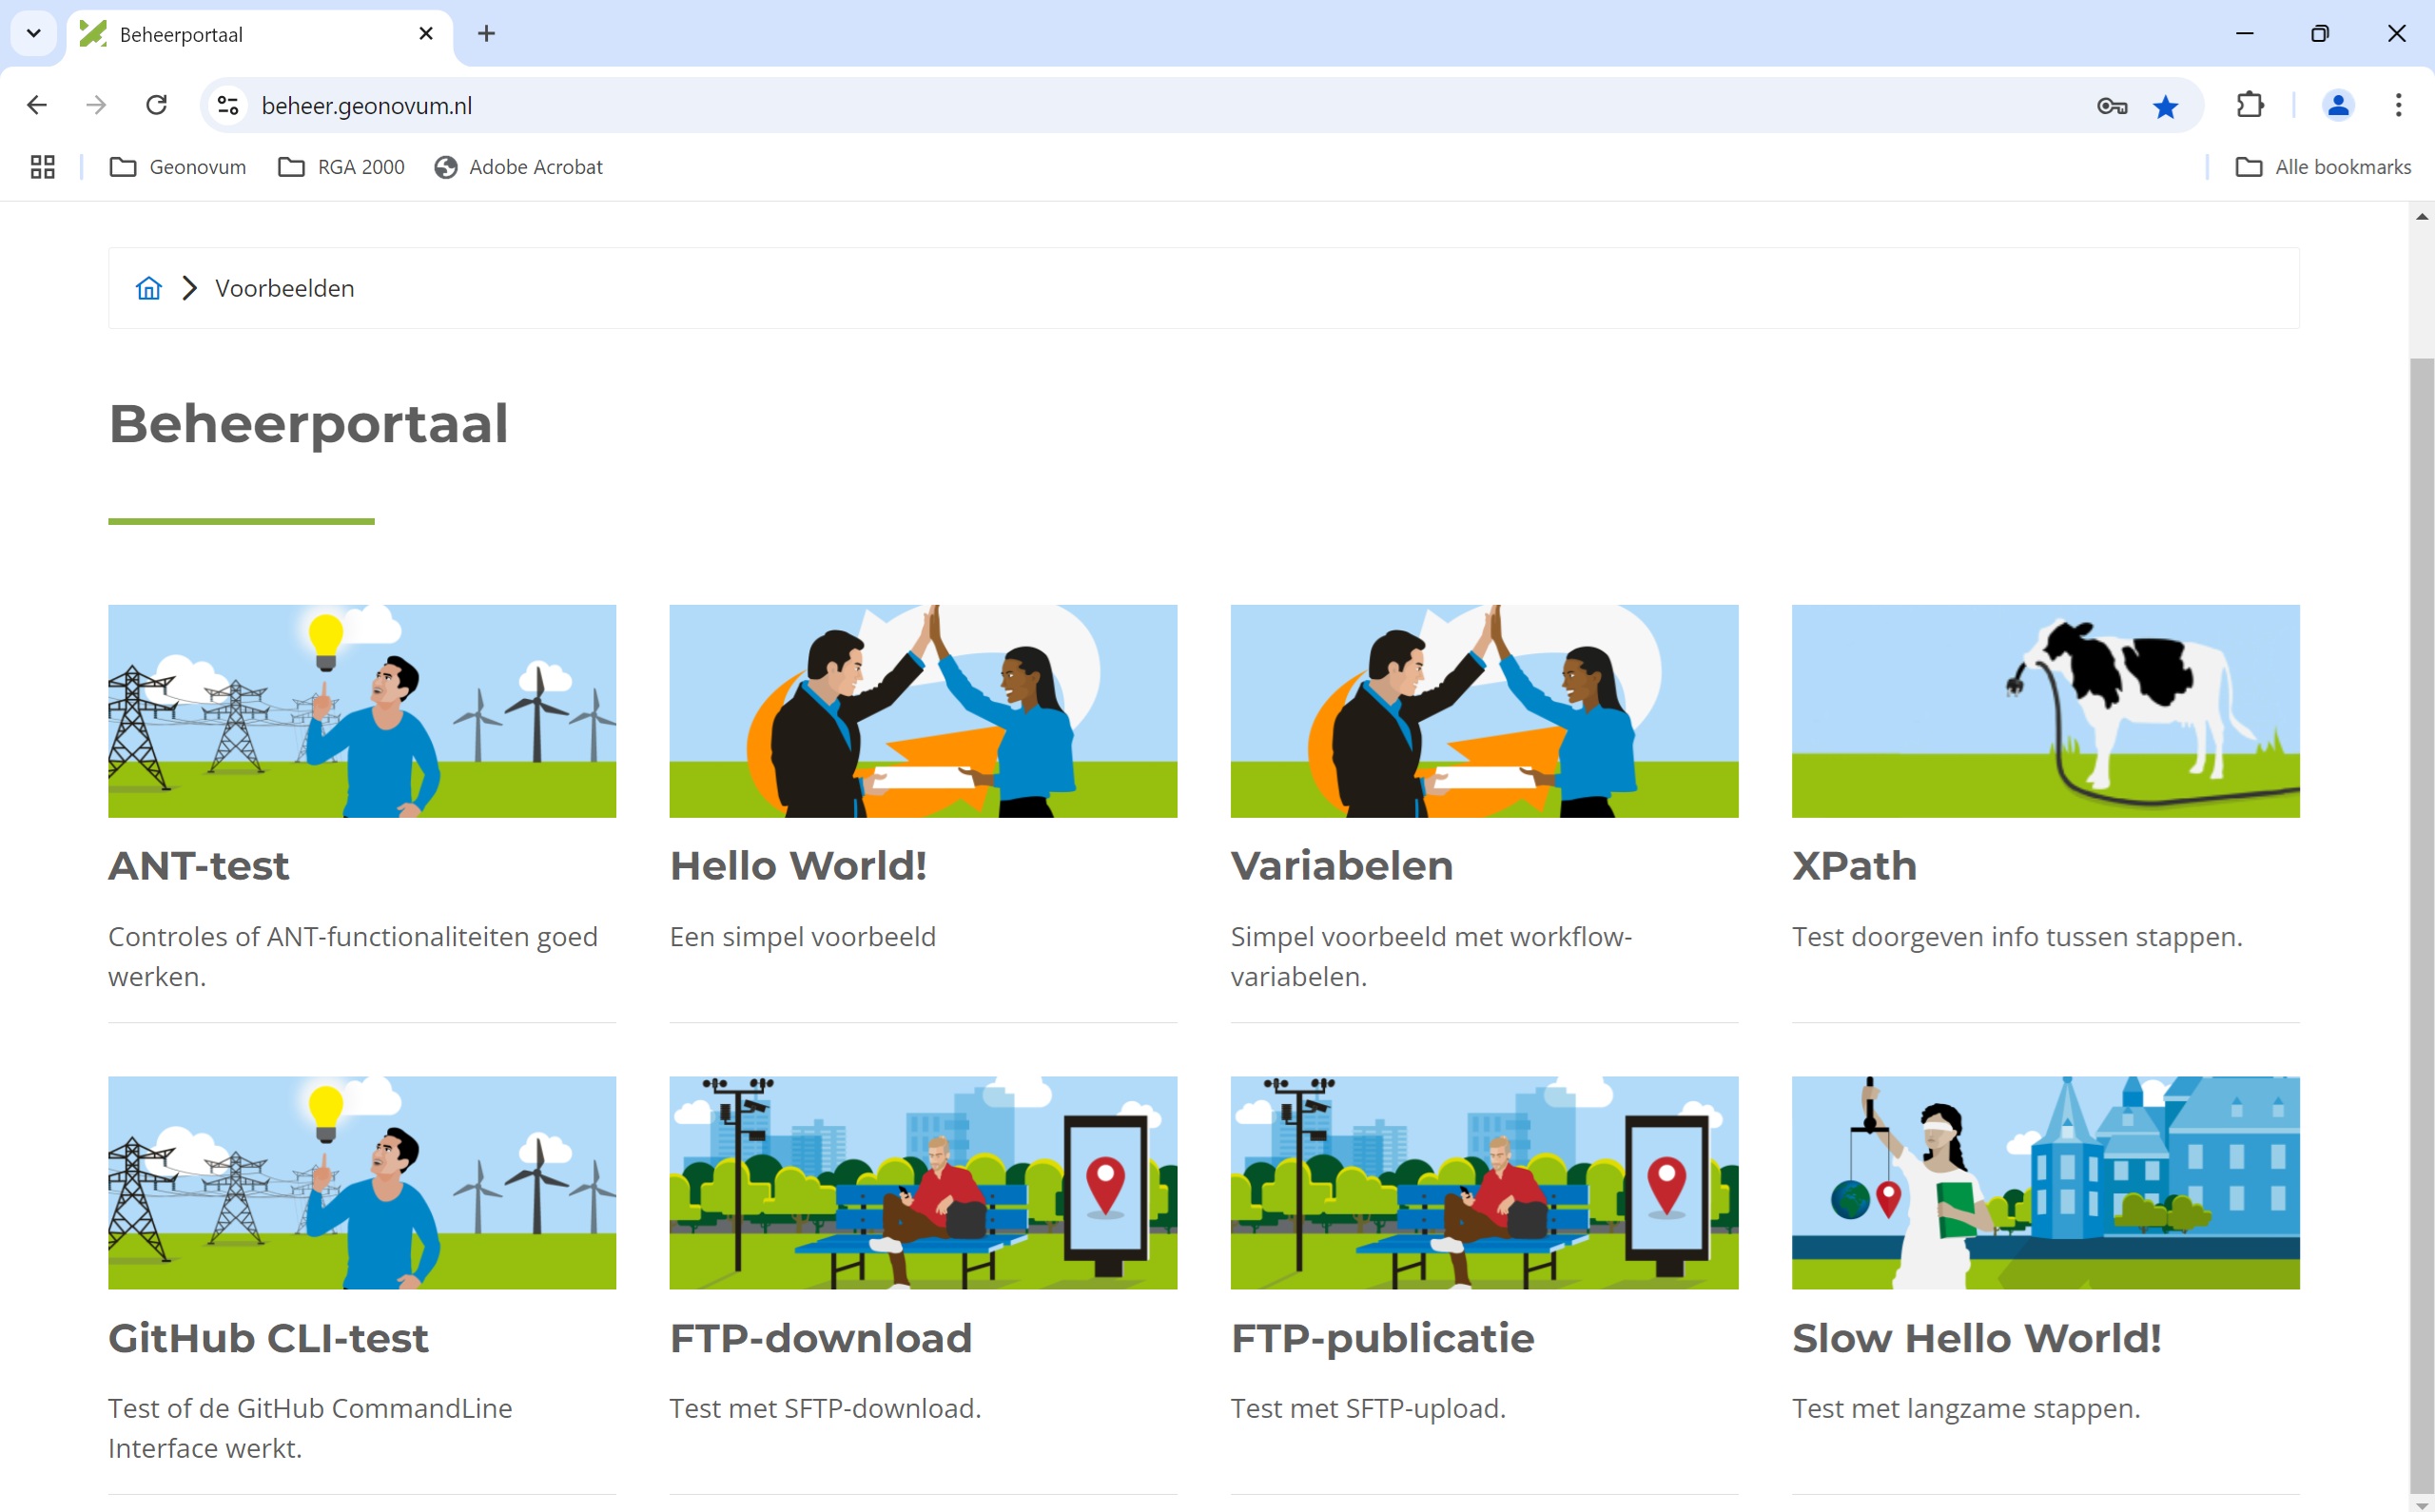 Beheerportaal
beheer.geonovum.nl
Geonovum
RGA 2000
Adobe Acrobat
Alle bookmarks
Voorbeelden
Beheerportaal
ANT-test
Controles of ANT-functionaliteiten goed
werken.
Hello World!
Een simpel voorbeeld
Variabelen
Simpel voorbeeld met workflow-
variabelen.
XPath
Test doorgeven info tussen stappen.
GitHub CLI-test
Test of de GitHub CommandLine
Interface werkt.
FTP-download
Test met SFTP-download.
FTP-publicatie
Test met SFTP-upload.
Slow Hello World!
Test met langzame stappen.